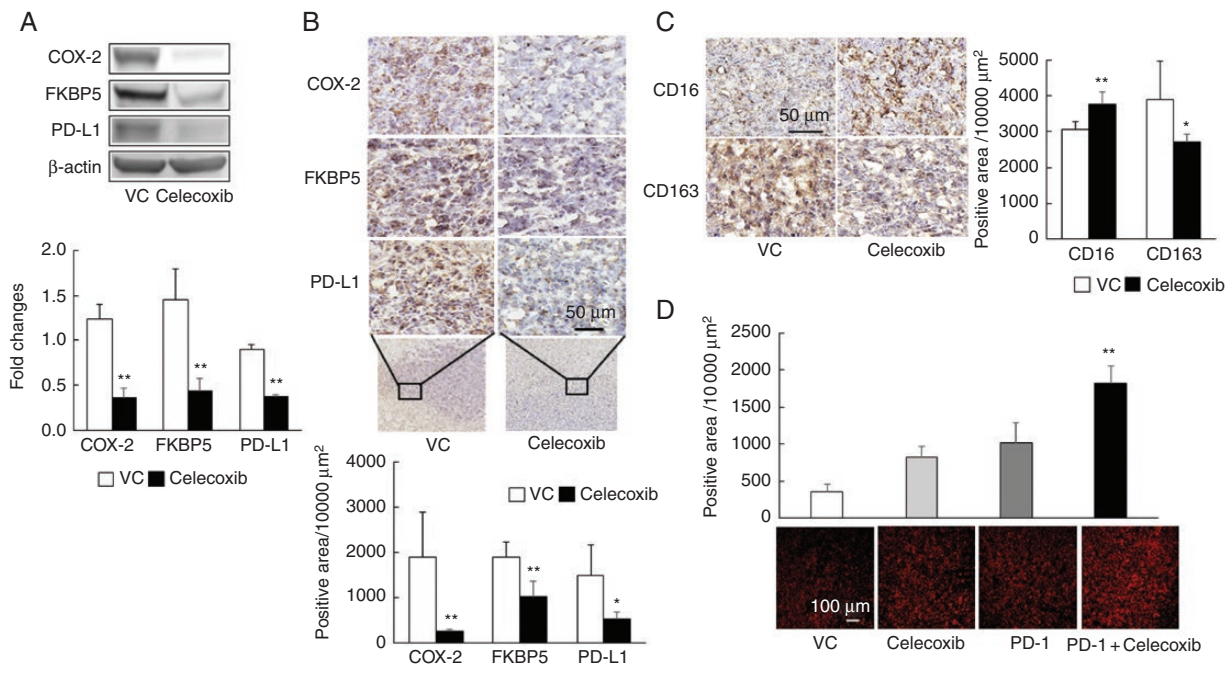 A
COX-2
FKBP5
PD-L1
β-actin
VC Celecoxib
Fold changes
2.0
1.5
1.0
0.5
0.0
**
**
**
COX-2 FKBP5 PD-L1
VC Celecoxib
B
COX-2
FKBP5
PD-L1
50 μm
VC Celecoxib
Positive area/10000 μm²
4000
3000
2000
1000
0
VC Celecoxib
**
**
*
COX-2 FKBP5 PD-L1
C
CD16
50 μm
CD163
VC Celecoxib
Positive area /10000 μm²
5000
4000
3000
2000
1000
0
**
*
CD16 CD163
VC Celecoxib
D
Positive area /10 000 μm²
2500
2000
1500
1000
500
0
**
100 μm
VC Celecoxib PD-1 PD-1 + Celecoxib